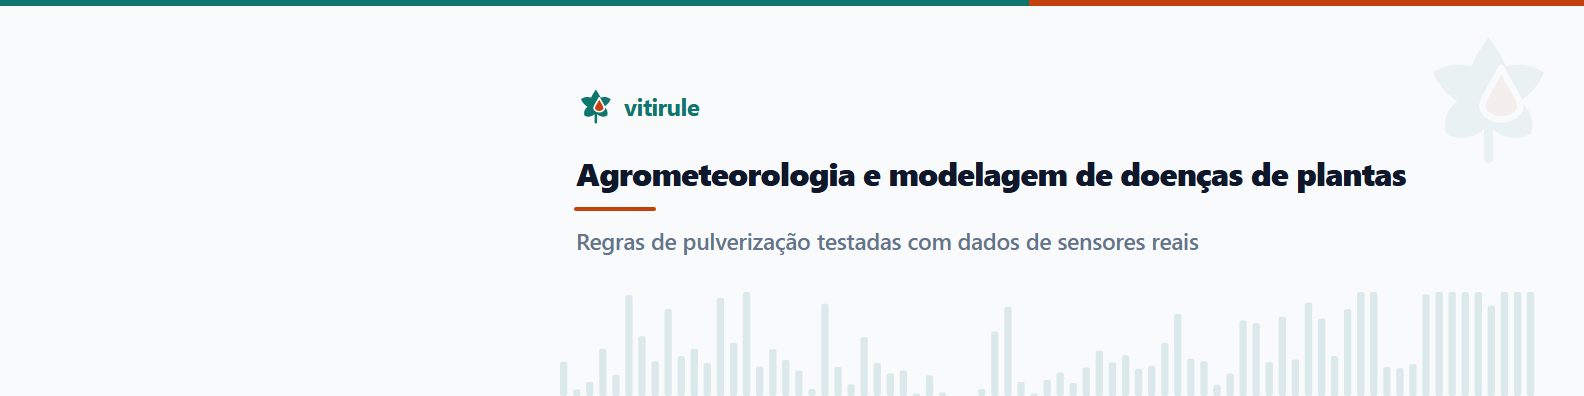 vitirule
Agrometeorologia e modelagem de doenças de plantas
Regras de pulverização testadas com dados de sensores reais